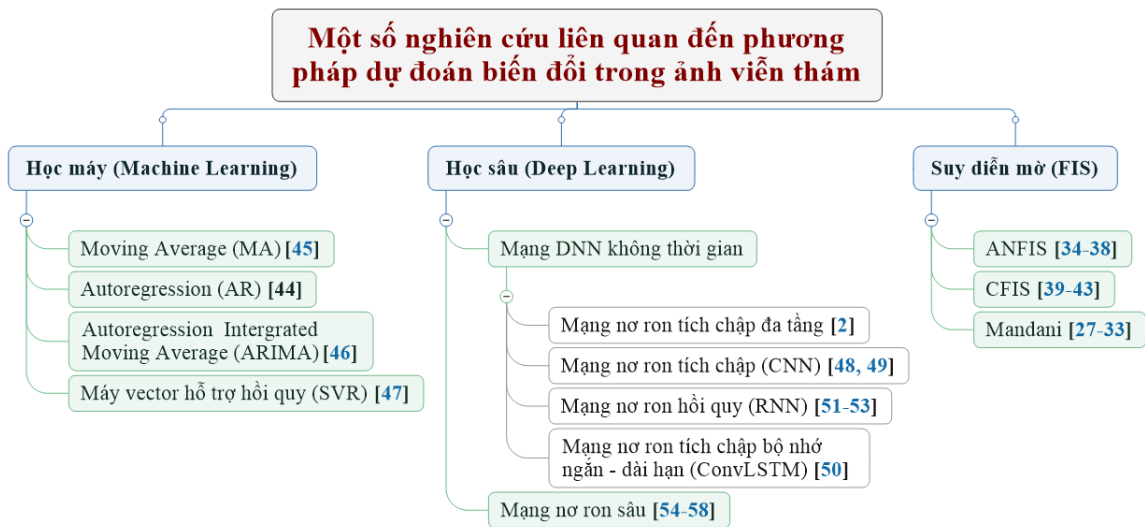 Một số nghiên cứu liên quan đến phương
pháp dự đoán biến đổi trong ảnh viễn thám
Học máy (Machine Learning)
Moving Average (MA) [45]
Autoregression (AR) [44]
Autoregression Intergrated
Moving Average (ARIMA) [46]
Máy vector hỗ trợ hồi quy (SVR) [47]
Học sâu (Deep Learning)
Mạng DNN không thời gian
Mạng nơ ron tích chập đa tầng [2]
Mạng nơ ron tích chập (CNN) [48, 49]
Mạng nơ ron hồi quy (RNN) [51-53]
Mạng nơ ron tích chập bộ nhớ
ngắn - dài hạn (ConvLSTM) [50]
Mạng nơ ron sâu [54-58]
Suy diễn mờ (FIS)
ANFIS [34-38]
CFIS [39-43]
Mandani [27-33]